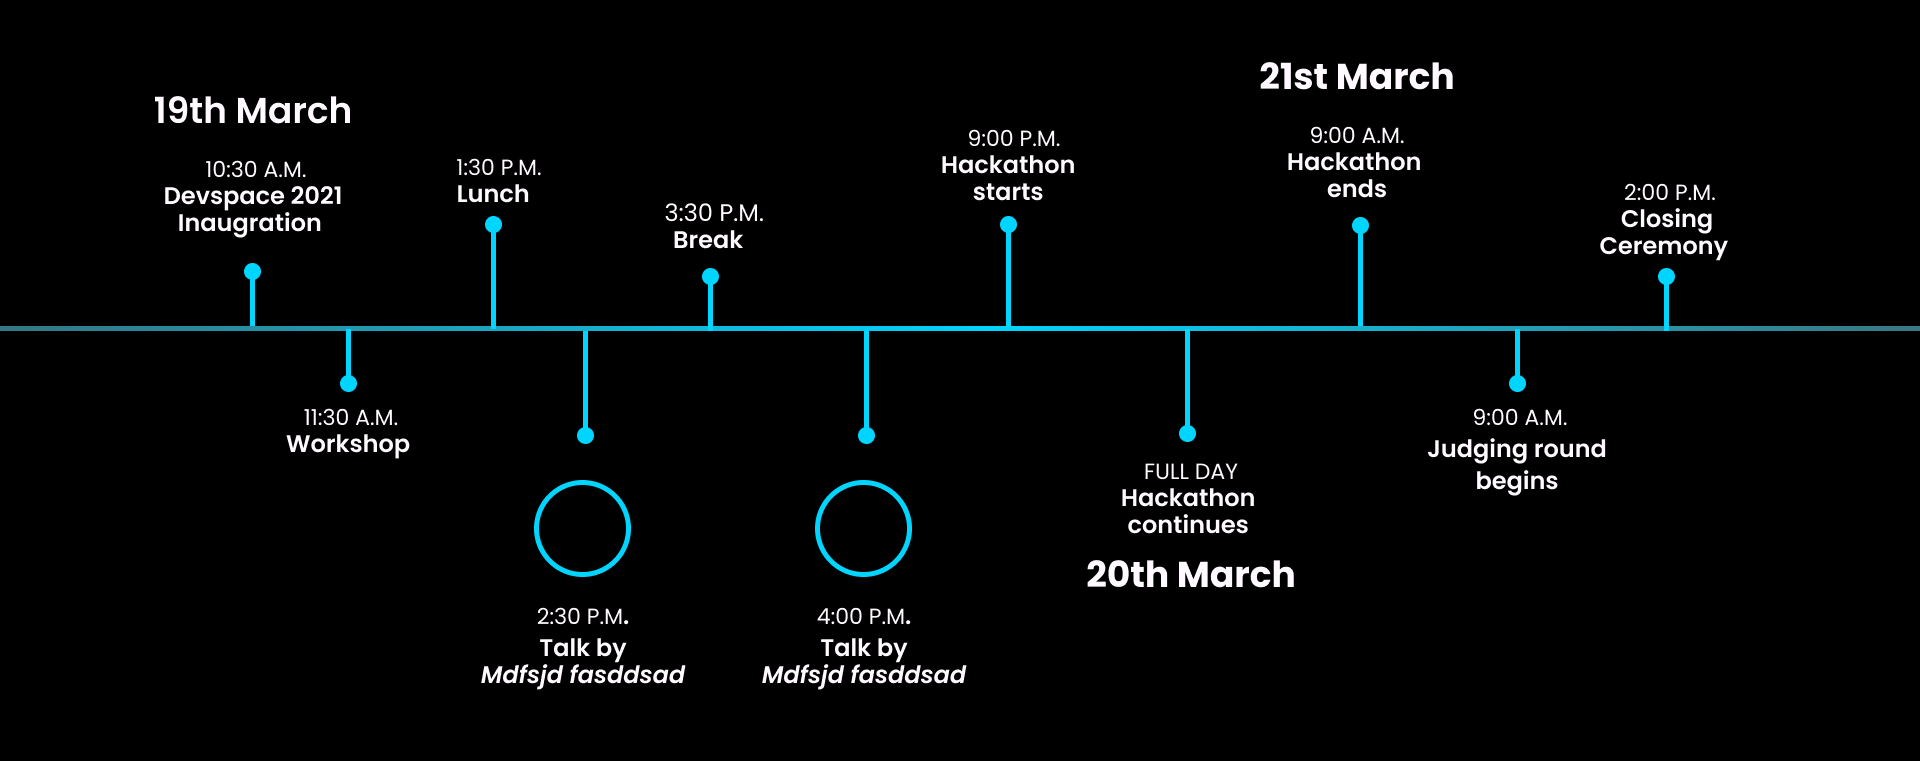 19th March
10:30 A.M.
Devspace 2021
Inaugration
11:30 A.M.
Workshop
1:30 P.M.
Lunch
2:30 P.M.
Talk by
Mdfsjd fasddsad
3:30 P.M.
Break
4:00 P.M.
Talk by
Mdfsjd fasddsad
9:00 P.M.
Hackathon
starts
FULL DAY
Hackathon
continues
20th March
21st March
9:00 A.M.
Hackathon
ends
9:00 A.M.
Judging round
begins
2:00 P.M.
Closing
Ceremony